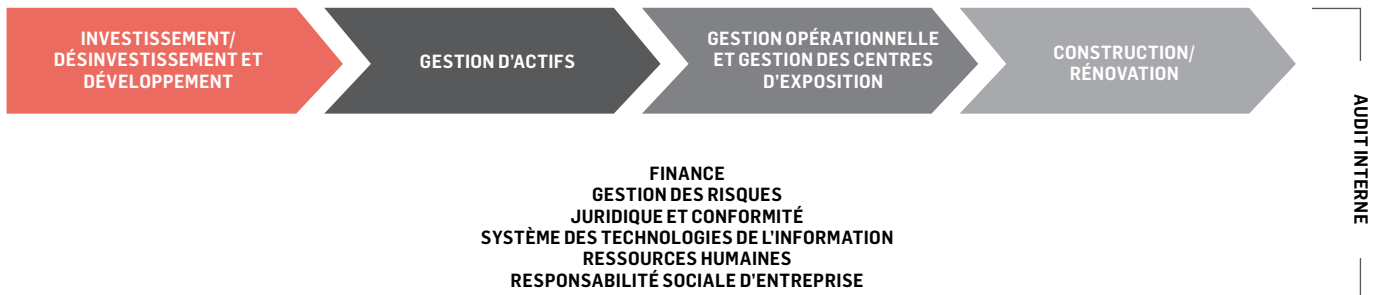 INVESTISSEMENT/
DÉSINVESTISSEMENT ET
DÉVELOPPEMENT
GESTION D'ACTIFS
GESTION OPÉRATIONNELLE
ET GESTION DES CENTRES
D'EXPOSITION
CONSTRUCTION/
RÉNOVATION
AUDIT INTERNE
FINANCE
GESTION DES RISQUES
JURIDIQUE ET CONFORMITÉ
SYSTÈME DES TECHNOLOGIES DE L'INFORMATION
RESSOURCES HUMAINES
RESPONSABILITÉ SOCIALE D'ENTREPRISE